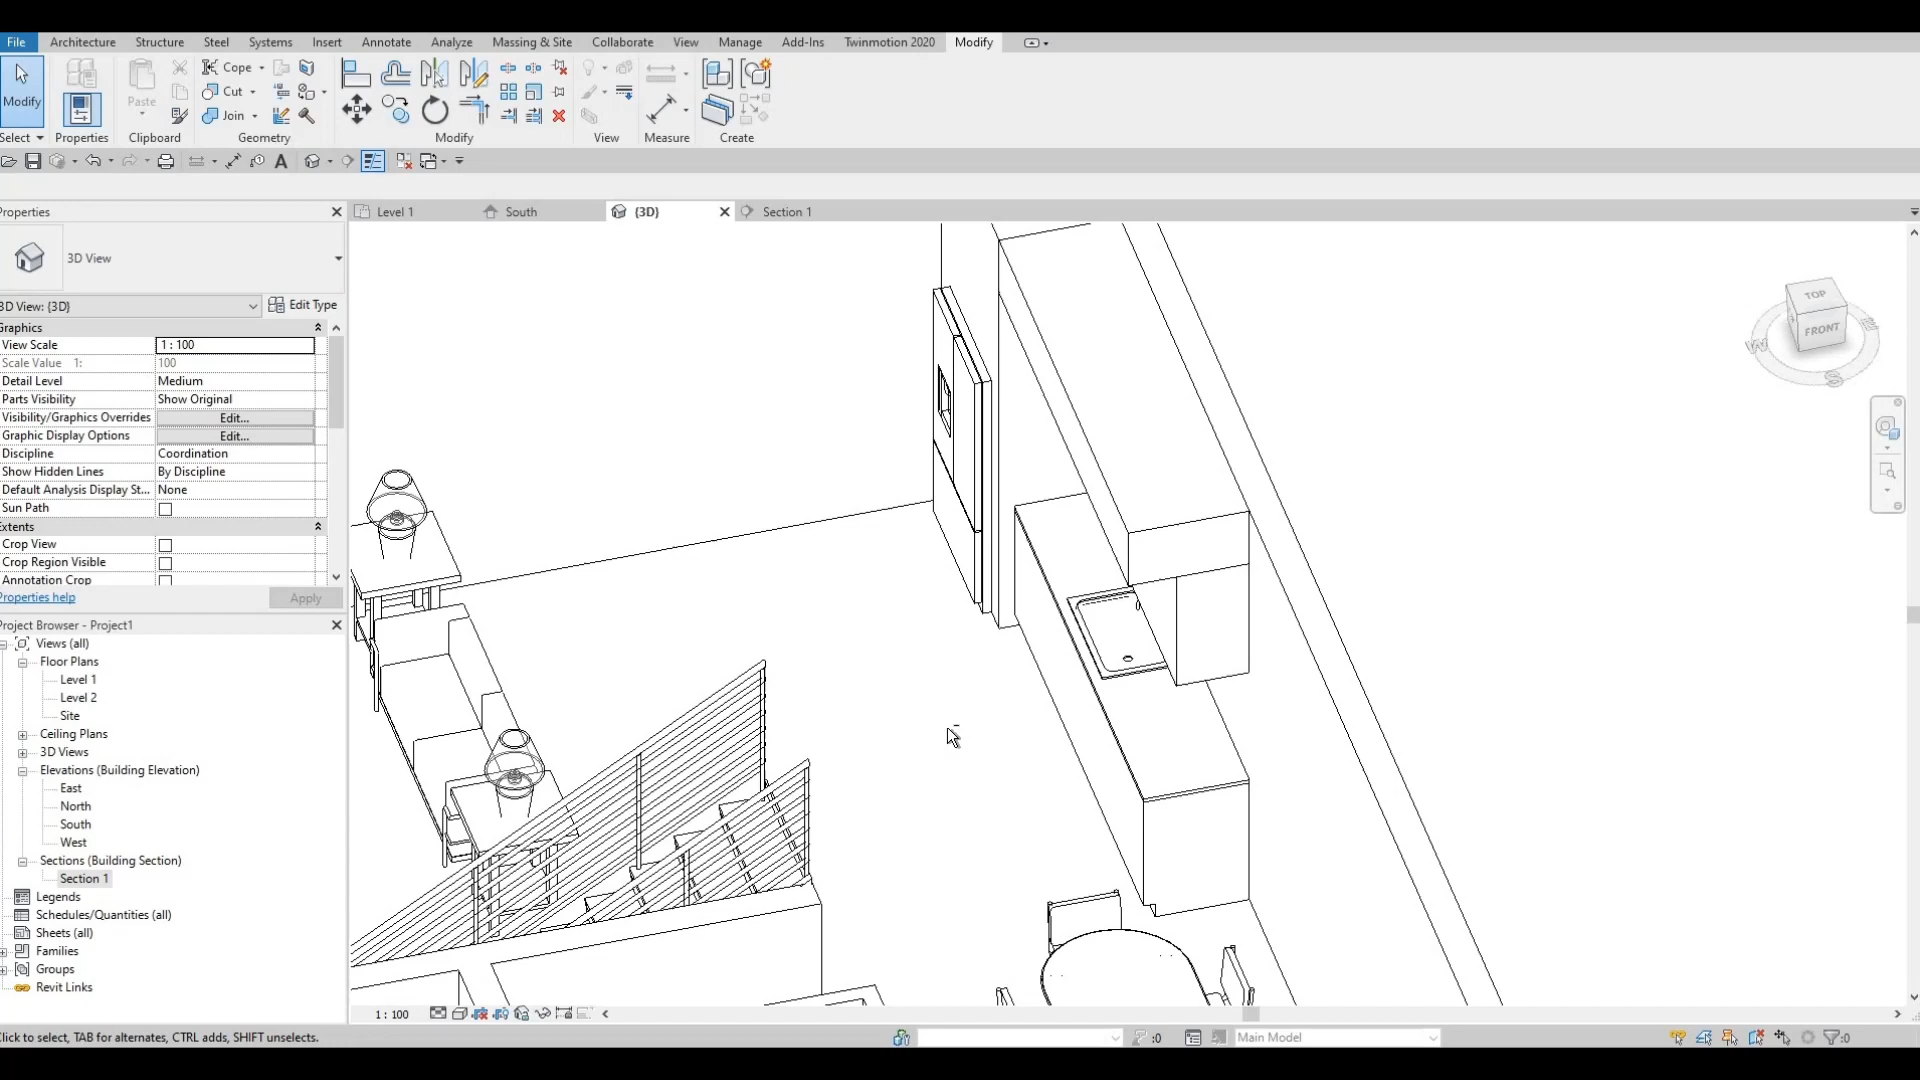 File Architecture Structure Steel Systems Insert Annotate Analyze Massing & Site Collaborate View Manage Add-Ins Twinmotion 2020 Modify
Modify Paste Cope Cut Join
Select Properties Clipboard Geometry Modify View Measure Create
Properties
Level 1 South {3D} Section 1
3D View
3D View: {3D} Edit Type
Graphics
View Scale 1 : 100
Scale Value 1: 100
Detail Level Medium
Parts Visibility Show Original
Visibility/Graphics Overrides Edit...
Graphic Display Options Edit...
Discipline Coordination
Show Hidden Lines By Discipline
Default Analysis Display St... None
Sun Path
Extents
Crop View
Crop Region Visible
Annotation Crop
Properties help Apply
Project Browser - Project1
Views (all)
Floor Plans
Level 1
Level 2
Site
Ceiling Plans
3D Views
Elevations (Building Elevation)
East
North
South
West
Sections (Building Section)
Section 1
Legends
Schedules/Quantities (all)
Sheets (all)
Families
Groups
Revit Links
TOP
FRONT
W S E
1 : 100
Click to select, TAB for alternates, CTRL adds, SHIFT unselects.
:0 Main Model :0